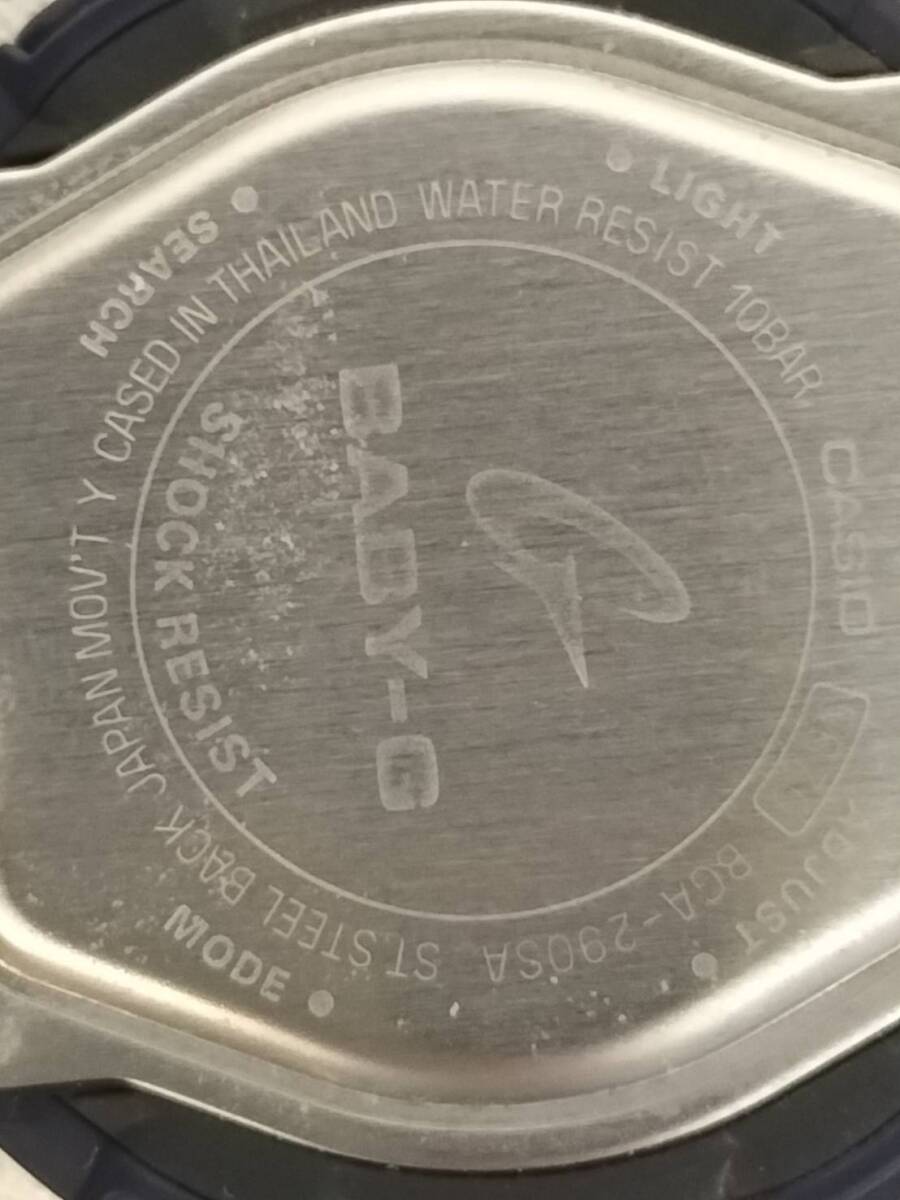 LIGHT
SEARCH
CASIO
BGA-290SA ST.STEEL BACK JAPAN MOV'T Y CASED IN THAILAND WATER RESIST 10BAR
BABY-G
SHOCK RESIST
ADJUST
MODE